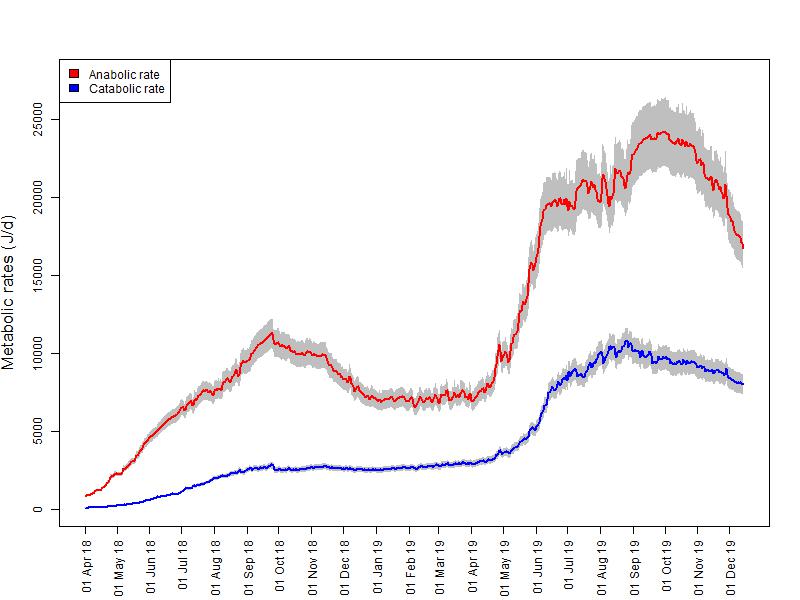 Anabolic rate
Catabolic rate
Metabolic rates (J/d)
25000
20000
15000
10000
5000
0
01 Apr 18
01 May 18
01 Jun 18
01 Jul 18
01 Aug 18
01 Sep 18
01 Oct 18
01 Nov 18
01 Dec 18
01 Jan 19
01 Feb 19
01 Mar 19
01 Apr 19
01 May 19
01 Jun 19
01 Jul 19
01 Aug 19
01 Sep 19
01 Oct 19
01 Nov 19
01 Dec 19